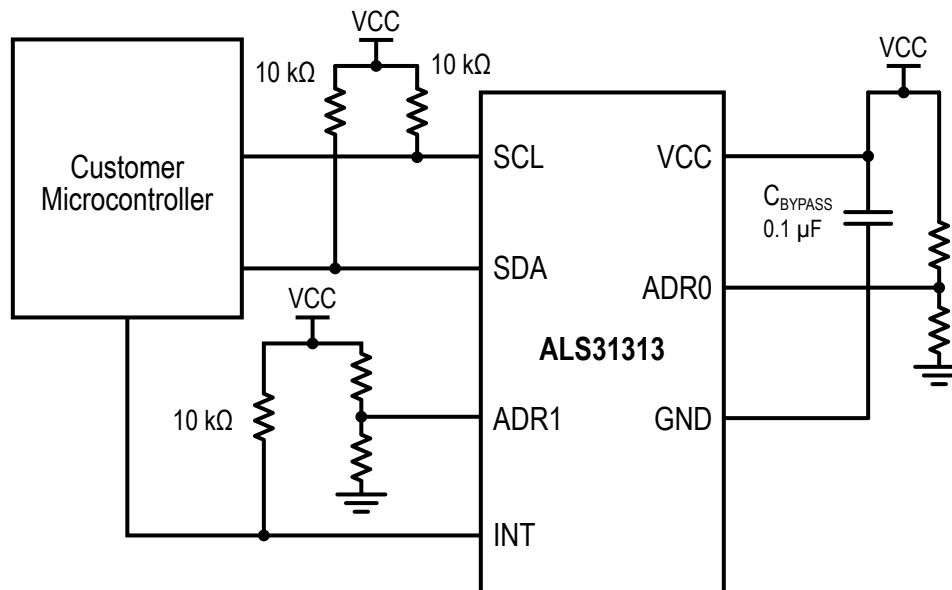 VCC
10 kΩ
10 kΩ
VCC
Customer
Microcontroller
SCL
VCC
C_BYPASS
0.1 µF
SDA
ADR0
VCC
ALS31313
10 kΩ
ADR1
GND
INT